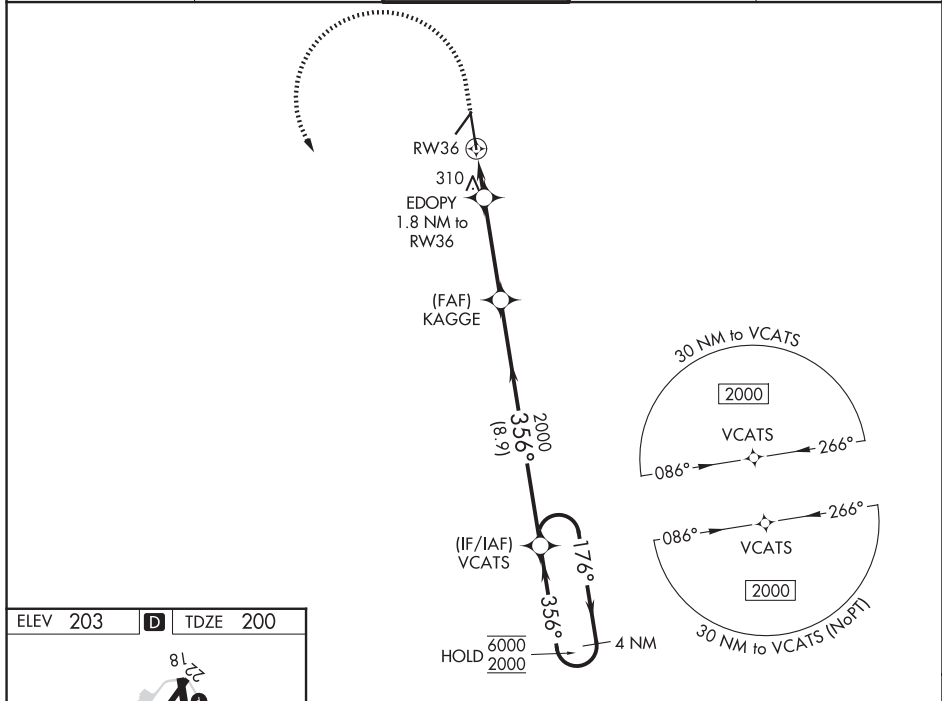 RW36
310
EDOPY
1.8 NM to
RW36
(FAF)
KAGGE
30 NM to VCATS
2000
VCATS
086°
266°
2000
356°
(8.9)
086°
266°
VCATS
2000
30 NM to VCATS (NoPT)
(IF/IAF)
VCATS
176°
356°
HOLD 6000
2000
4 NM
ELEV 203 D TDZE 200
22
18